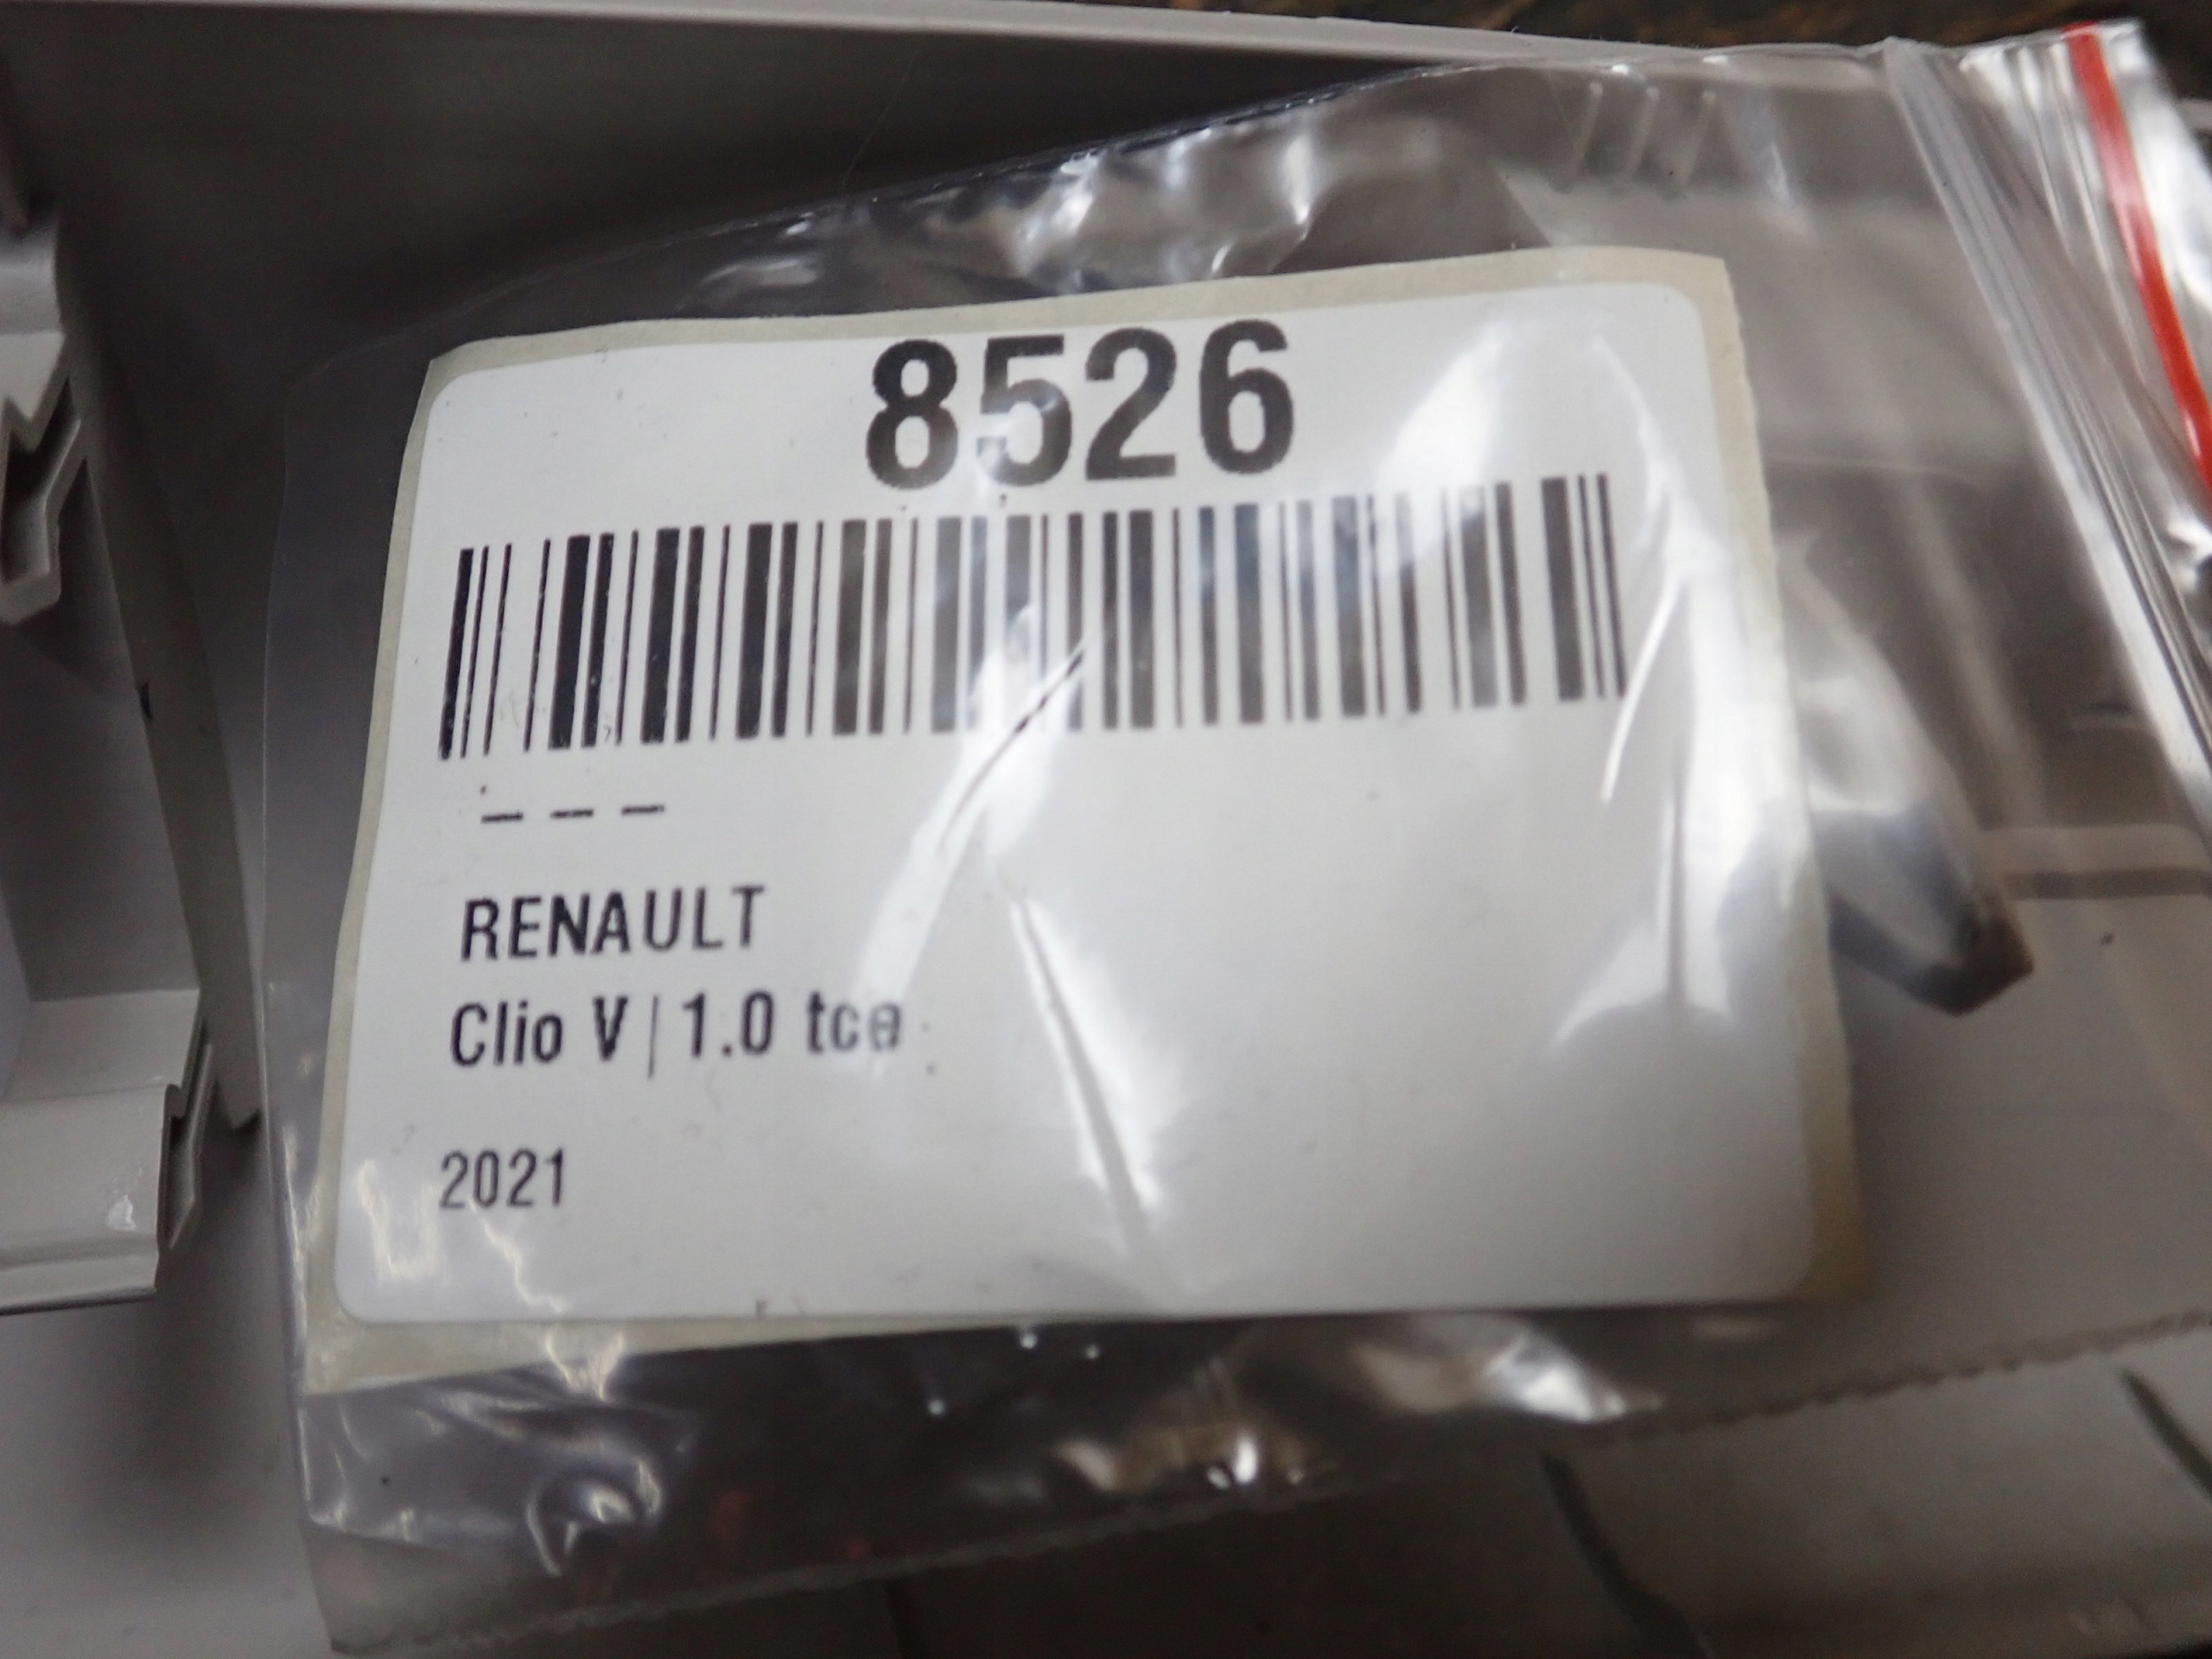 8526
– – –
RENAULT
Clio V | 1.0 tce
2021